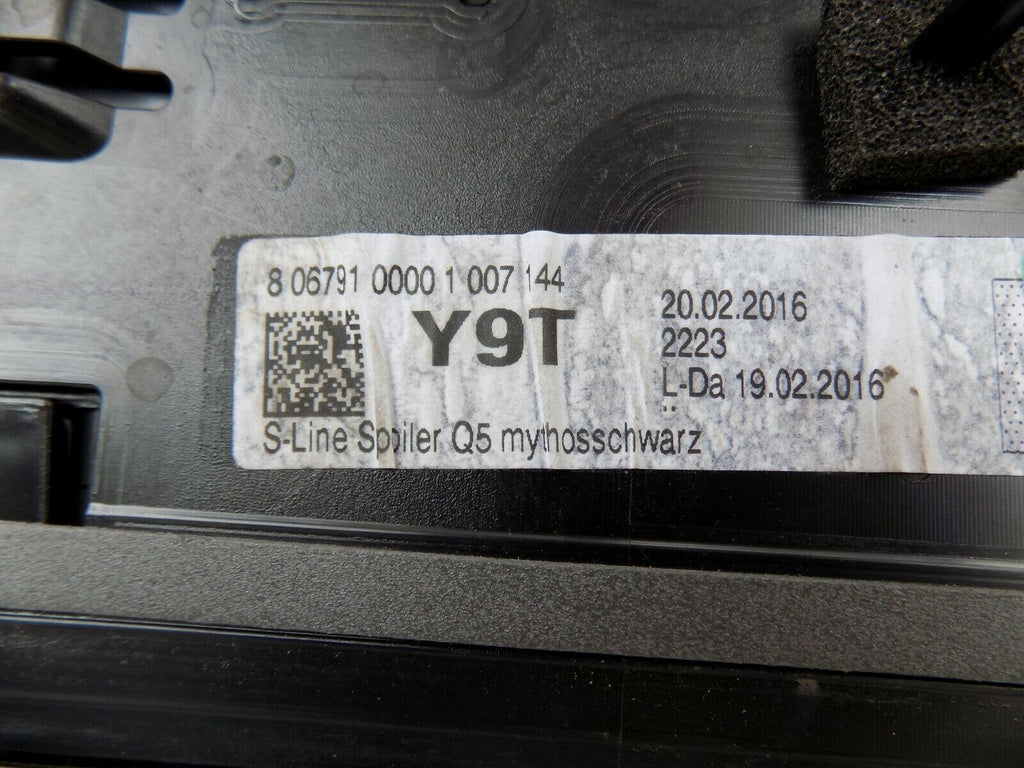 8 06791 0000 1 007 144
Y9T
20.02.2016
2223
L-Da 19.02.2016
S-Line Spoiler Q5 mythosschwarz